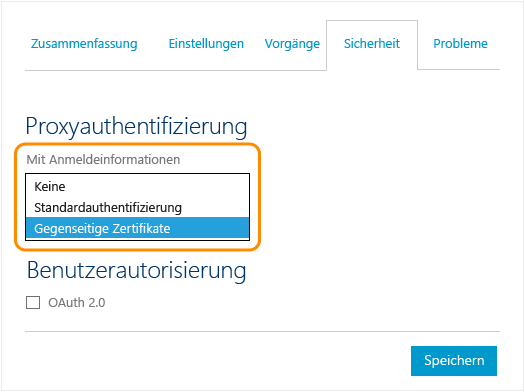 Zusammenfassung Einstellungen Vorgänge Sicherheit Probleme
Proxyauthentifizierung
Mit Anmeldeinformationen
Keine
Standardauthentifizierung
Gegenseitige Zertifikate
Benutzerautorisierung
OAuth 2.0
Speichern